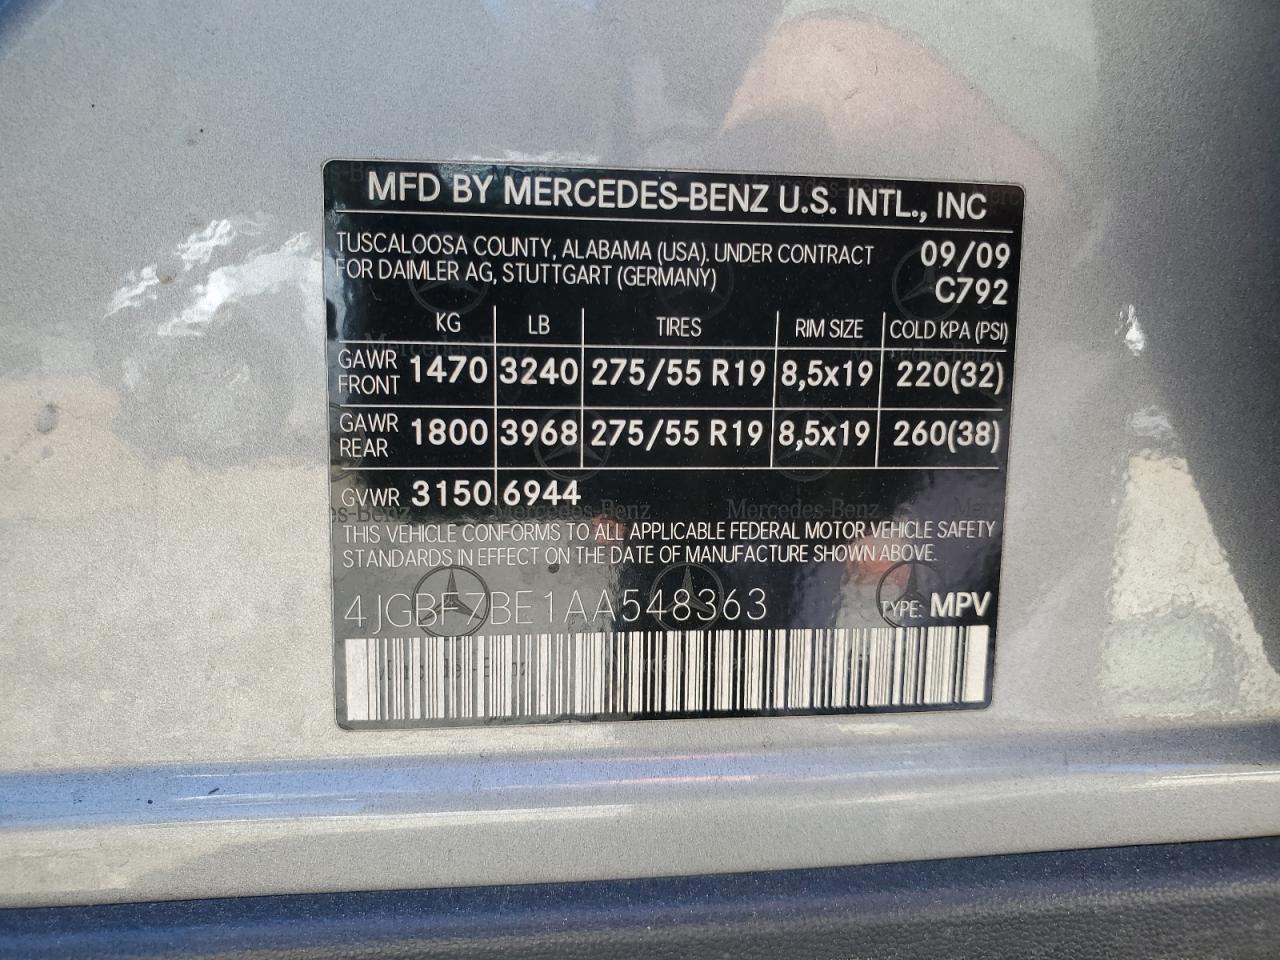 MFD BY MERCEDES-BENZ U.S. INTL., INC
TUSCALOOSA COUNTY, ALABAMA (USA). UNDER CONTRACT 09/09
FOR DAIMLER AG, STUTTGART (GERMANY) C792
KG LB TIRES RIM SIZE COLD KPA (PSI)
GAWR FRONT 1470 3240 275/55 R19 8,5x19 220(32)
GAWR REAR 1800 3968 275/55 R19 8,5x19 260(38)
GVWR 3150 6944
THIS VEHICLE CONFORMS TO ALL APPLICABLE FEDERAL MOTOR VEHICLE SAFETY
STANDARDS IN EFFECT ON THE DATE OF MANUFACTURE SHOWN ABOVE.
4JGBF7BE1AA548363 TYPE: MPV